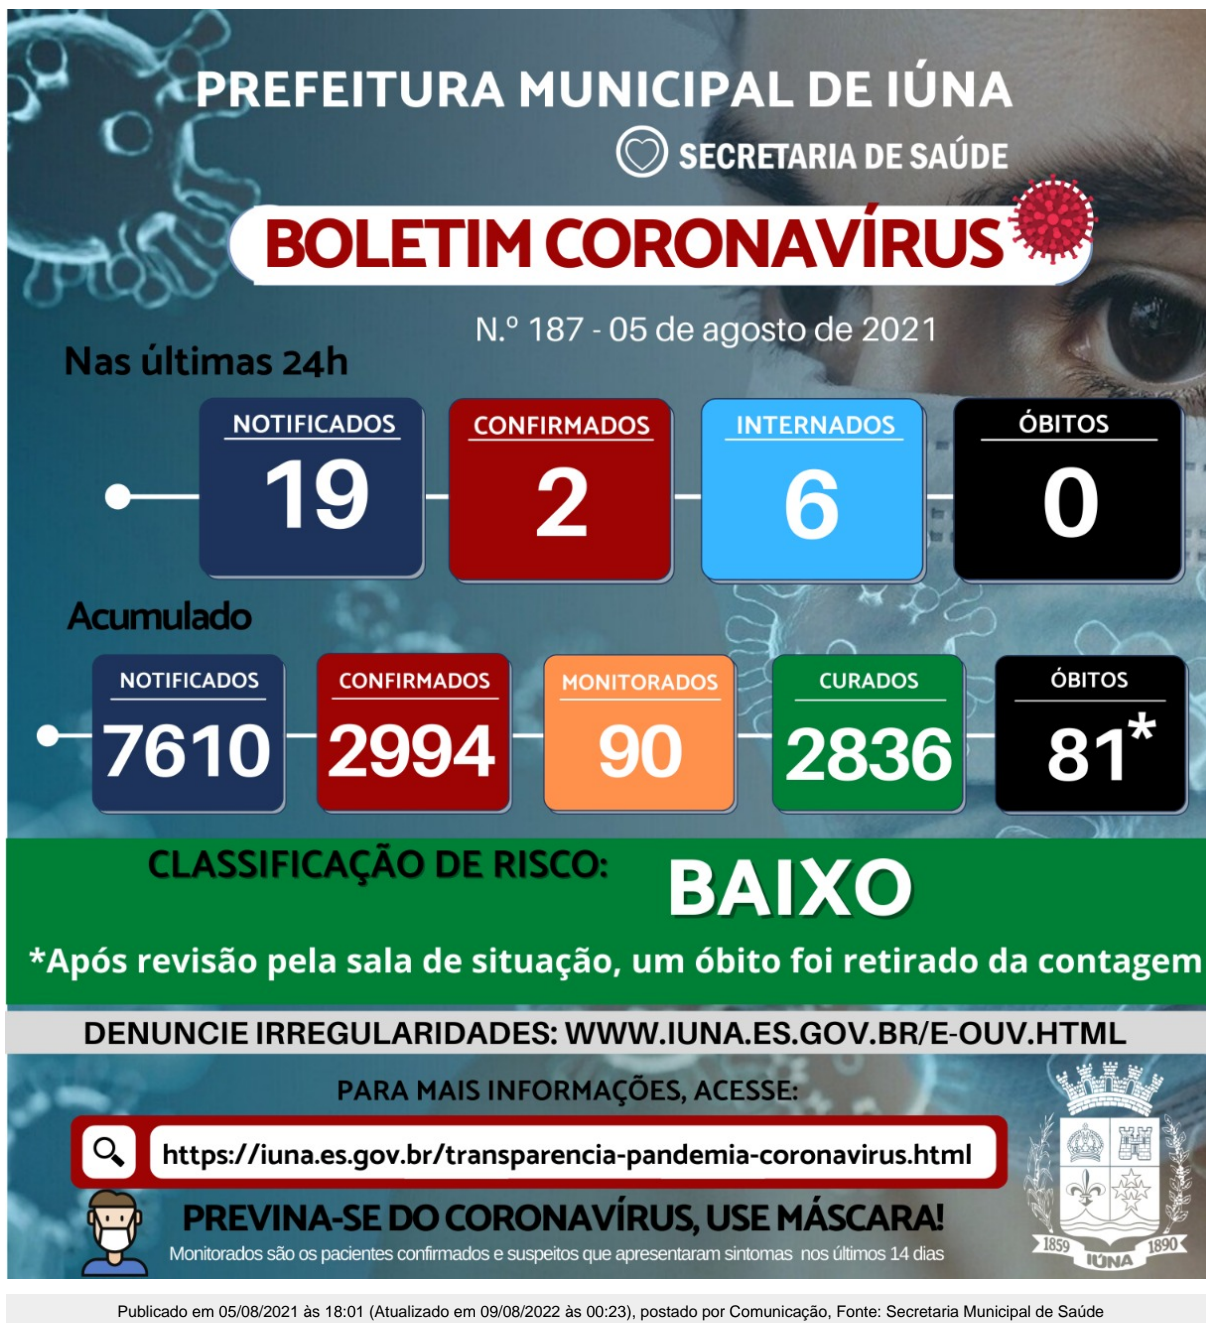 PREFEITURA MUNICIPAL DE IÚNA
SECRETARIA DE SAÚDE
BOLETIM CORONAVÍRUS
N.º 187 - 05 de agosto de 2021
Nas últimas 24h
NOTIFICADOS
19
CONFIRMADOS
2
INTERNADOS
6
ÓBITOS
0
Acumulado
NOTIFICADOS
7610
CONFIRMADOS
2994
MONITORADOS
90
CURADOS
2836
ÓBITOS
81*
CLASSIFICAÇÃO DE RISCO: BAIXO
*Após revisão pela sala de situação, um óbito foi retirado da contagem
DENUNCIE IRREGULARIDADES: WWW.IUNA.ES.GOV.BR/E-OUV.HTML
PARA MAIS INFORMAÇÕES, ACESSE:
https://iuna.es.gov.br/transparencia-pandemia-coronavirus.html
PREVINA-SE DO CORONAVÍRUS, USE MÁSCARA!
Monitorados são os pacientes confirmados e suspeitos que apresentaram sintomas nos últimos 14 dias
1859 IÚNA 1890
Publicado em 05/08/2021 às 18:01 (Atualizado em 09/08/2022 às 00:23), postado por Comunicação, Fonte: Secretaria Municipal de Saúde